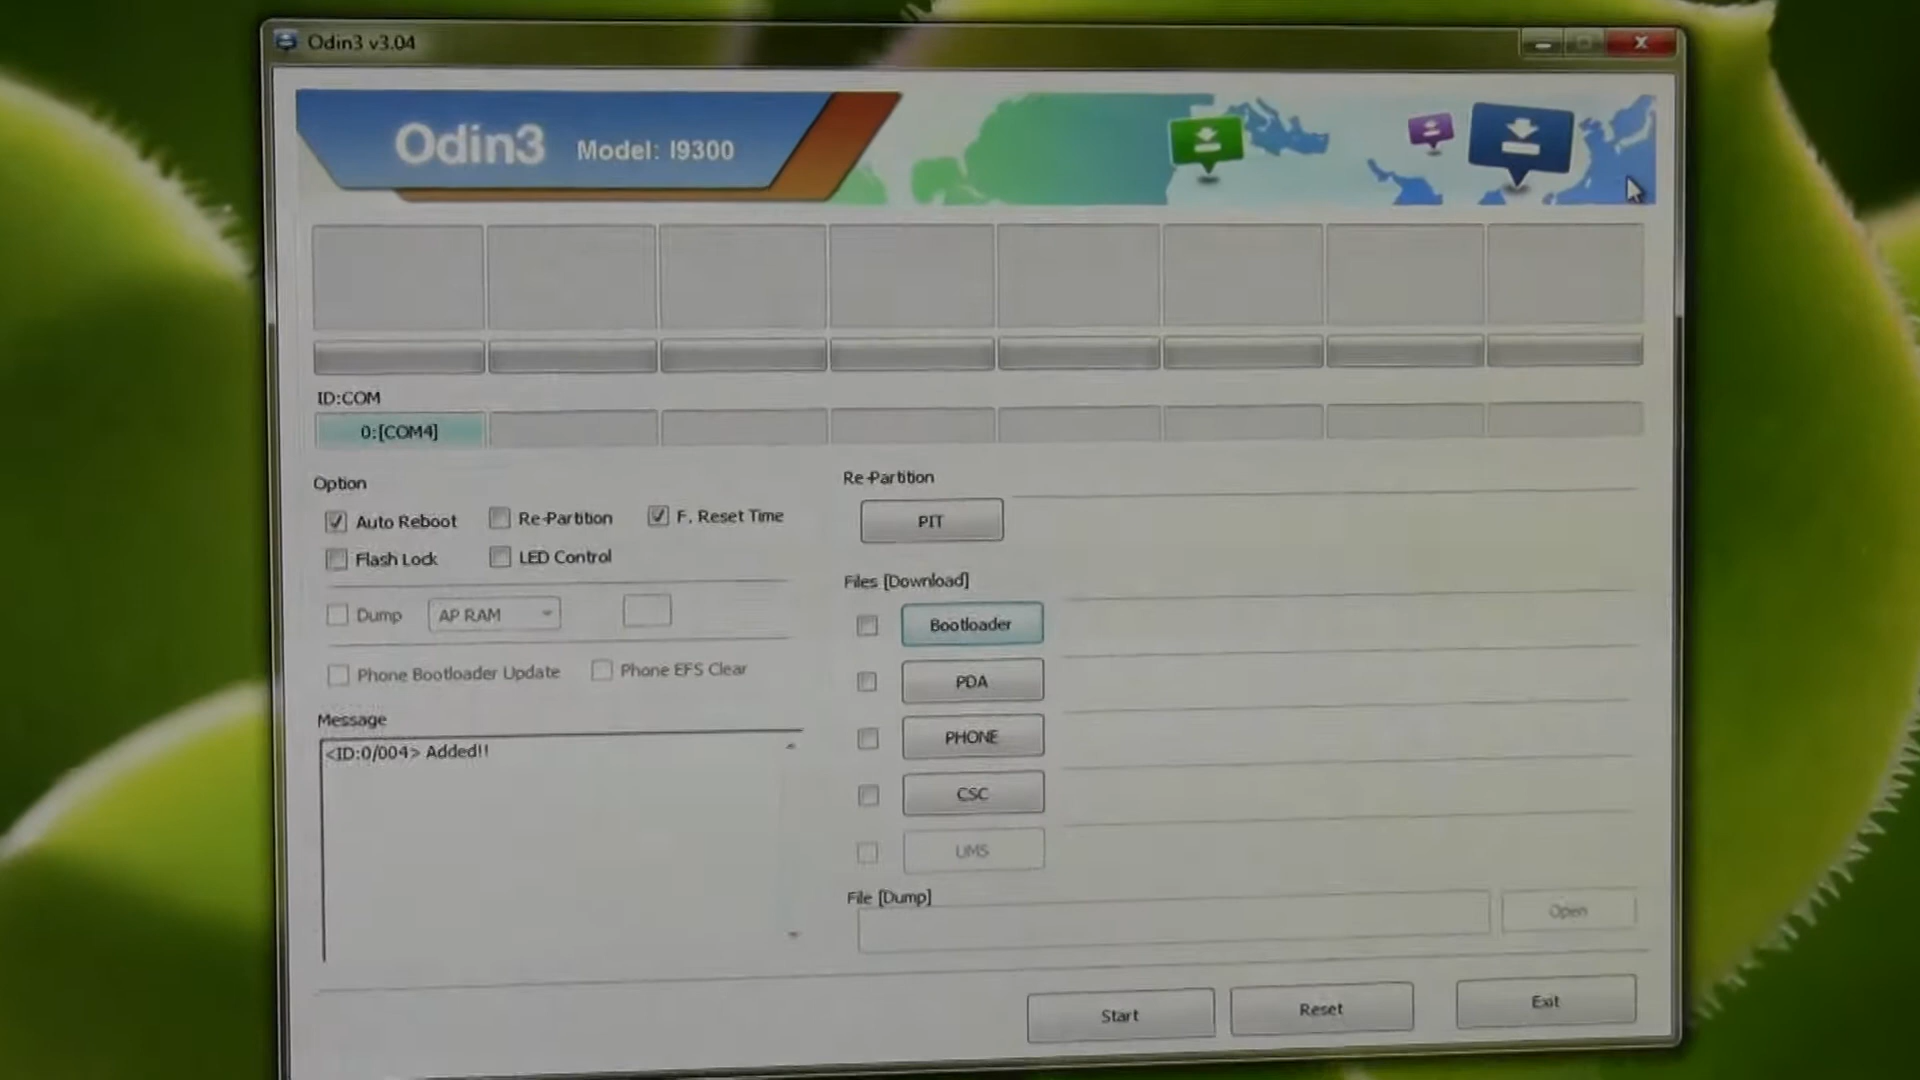 Odin3 v3.04
Odin3 Model: I9300
ID:COM
0:[COM4]
Option
Auto Reboot
Re-Partition
F. Reset Time
Flash Lock
LED Control
Dump
AP RAM
Phone Bootloader Update
Phone EFS Clear
Message
<ID:0/004> Added!!
Re-Partition
PIT
Files [Download]
Bootloader
PDA
PHONE
CSC
UMS
File [Dump]
Open
Start
Reset
Exit